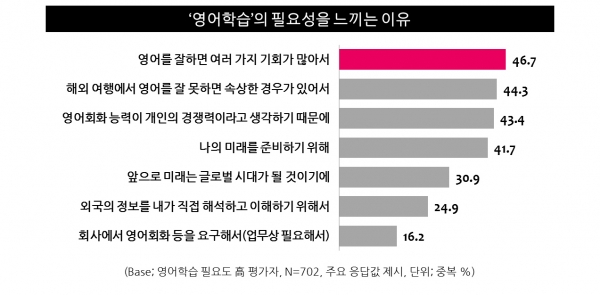 ‘영어학습’의 필요성을 느끼는 이유
영어를 잘하면 여러 가지 기회가 많아서 46.7
해외 여행에서 영어를 잘 못하면 속상한 경우가 있어서 44.3
영어회화 능력이 개인의 경쟁력이라고 생각하기 때문에 43.4
나의 미래를 준비하기 위해 41.7
앞으로 미래는 글로벌 시대가 될 것이기에 30.9
외국의 정보를 내가 직접 해석하고 이해하기 위해서 24.9
회사에서 영어회화 등을 요구해서(업무상 필요해서) 16.2
(Base; 영어학습 필요도 高 평가자, N=702, 주요 응답값 제시, 단위; 중복 %)